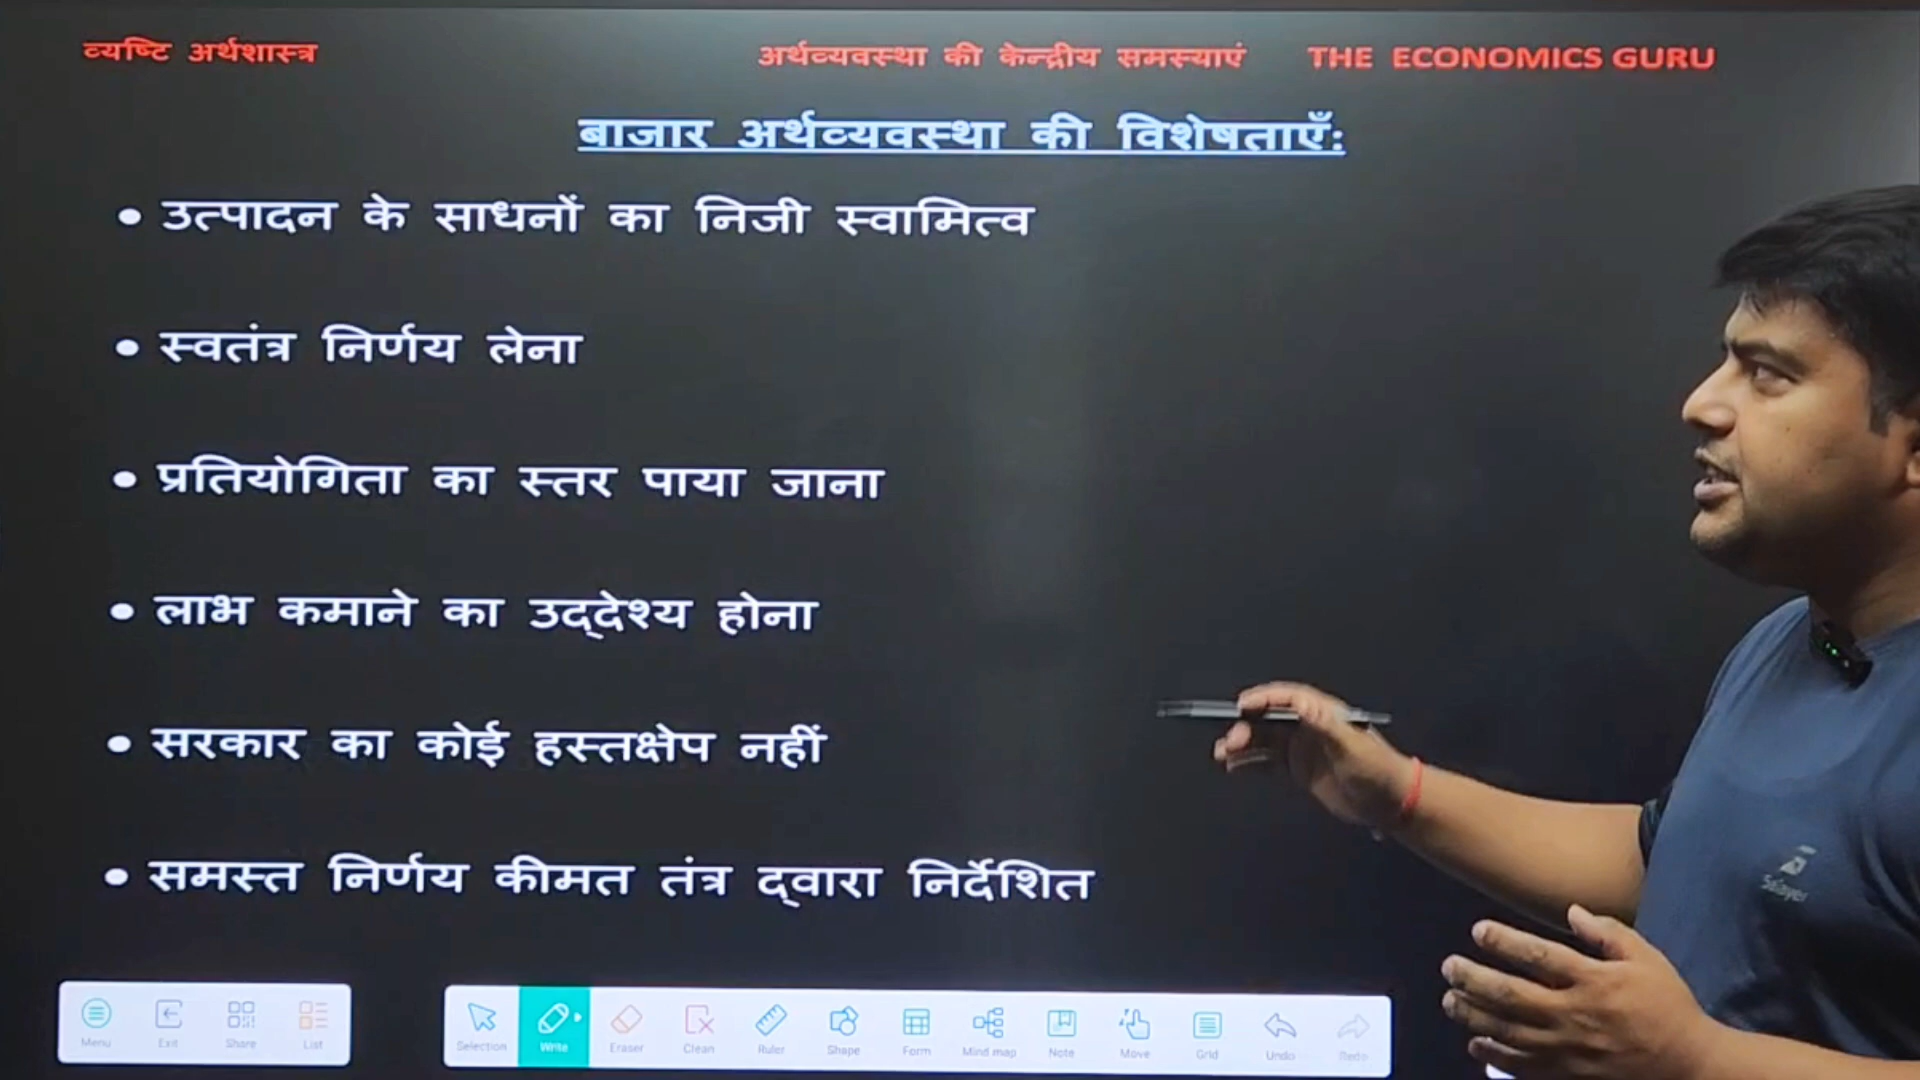 व्यष्टि अर्थशास्त्र
अर्थव्यवस्था की केन्द्रीय समस्याएं THE ECONOMICS GURU
बाजार अर्थव्यवस्था की विशेषताएँ:
• उत्पादन के साधनों का निजी स्वामित्व
• स्वतंत्र निर्णय लेना
• प्रतियोगिता का स्तर पाया जाना
• लाभ कमाने का उद्देश्य होना
• सरकार का कोई हस्तक्षेप नहीं
• समस्त निर्णय कीमत तंत्र द्वारा निर्देशित
Menu Exit Share List
Selection Write Eraser Clean Ruler Shape Form Mind map Note Move Grid Undo Redo